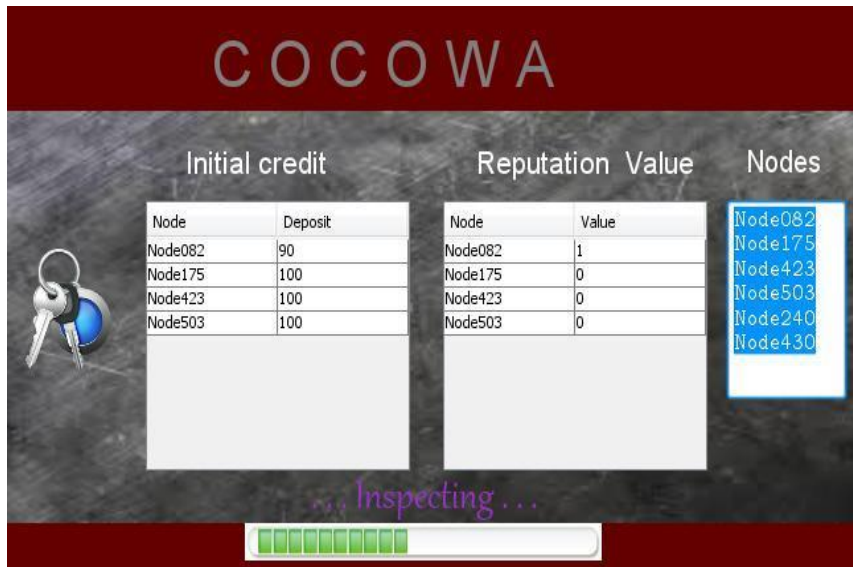 C O C O W A
Initial credit
Node Deposit
Node082 90
Node175 100
Node423 100
Node503 100
Reputation Value
Node Value
Node082 1
Node175 0
Node423 0
Node503 0
Nodes
Node082
Node175
Node423
Node503
Node240
Node430
. . . Inspecting . . .